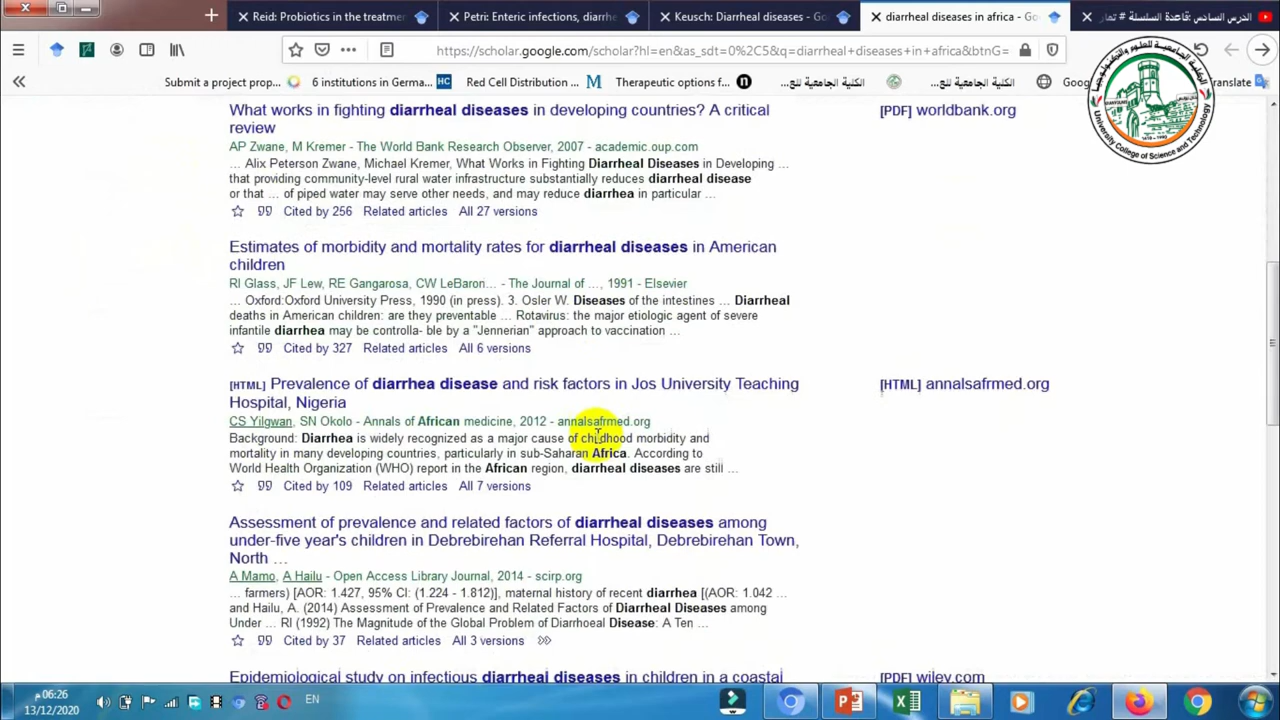 Reid: Probiotics in the treatmen
Petri: Enteric infections, diarrhe
Keusch: Diarrheal diseases - Go
diarrheal diseases in africa - Goo
الدرس السادس :قاعدة السلسلة # تما
https://scholar.google.com/scholar?hl=en&as_sdt=0%2C5&q=diarrheal+diseases+in+africa&btnG=
Submit a project prop...
6 institutions in Germa...
HC
Red Cell Distribution ...
M
Therapeutic options f...
n
الكلية الجامعية للع...
الكلية الجامعية للع...
Goog
Translate
University College of Science and Technology
What works in fighting diarrheal diseases in developing countries? A critical
review
[PDF] worldbank.org
AP Zwane, M Kremer - The World Bank Research Observer, 2007 - academic.oup.com
... Alix Peterson Zwane, Michael Kremer, What Works in Fighting Diarrheal Diseases in Developing ...
that providing community-level rural water infrastructure substantially reduces diarrheal disease
or that ... of piped water may serve other needs, and may reduce diarrhea in particular ...
Cited by 256 Related articles All 27 versions
Estimates of morbidity and mortality rates for diarrheal diseases in American
children
RI Glass, JF Lew, RE Gangarosa, CW LeBaron... - The Journal of ..., 1991 - Elsevier
... Oxford:Oxford University Press, 1990 (in press). 3. Osler W. Diseases of the intestines ... Diarrheal
deaths in American children: are they preventable ... Rotavirus: the major etiologic agent of severe
infantile diarrhea may be controlla- ble by a "Jennerian" approach to vaccination ...
Cited by 327 Related articles All 6 versions
[HTML] Prevalence of diarrhea disease and risk factors in Jos University Teaching
Hospital, Nigeria
[HTML] annalsafrmed.org
CS Yilgwan, SN Okolo - Annals of African medicine, 2012 - annalsafrmed.org
Background: Diarrhea is widely recognized as a major cause of childhood morbidity and
mortality in many developing countries, particularly in sub-Saharan Africa. According to
World Health Organization (WHO) report in the African region, diarrheal diseases are still ...
Cited by 109 Related articles All 7 versions
Assessment of prevalence and related factors of diarrheal diseases among
under-five year's children in Debrebirehan Referral Hospital, Debrebirehan Town,
North ...
A Mamo, A Hailu - Open Access Library Journal, 2014 - scirp.org
... farmers) [AOR: 1.427, 95% CI: (1.224 - 1.812)], maternal history of recent diarrhea [(AOR: 1.042 ...
and Hailu, A. (2014) Assessment of Prevalence and Related Factors of Diarrheal Diseases among
Under ... RI (1992) The Magnitude of the Global Problem of Diarrhoeal Disease: A Ten ...
Cited by 37 Related articles All 3 versions
Epidemiological study on infectious diarrheal diseases in children in a coastal
[PDF] wiley.com
06:26 م
13/12/2020
EN